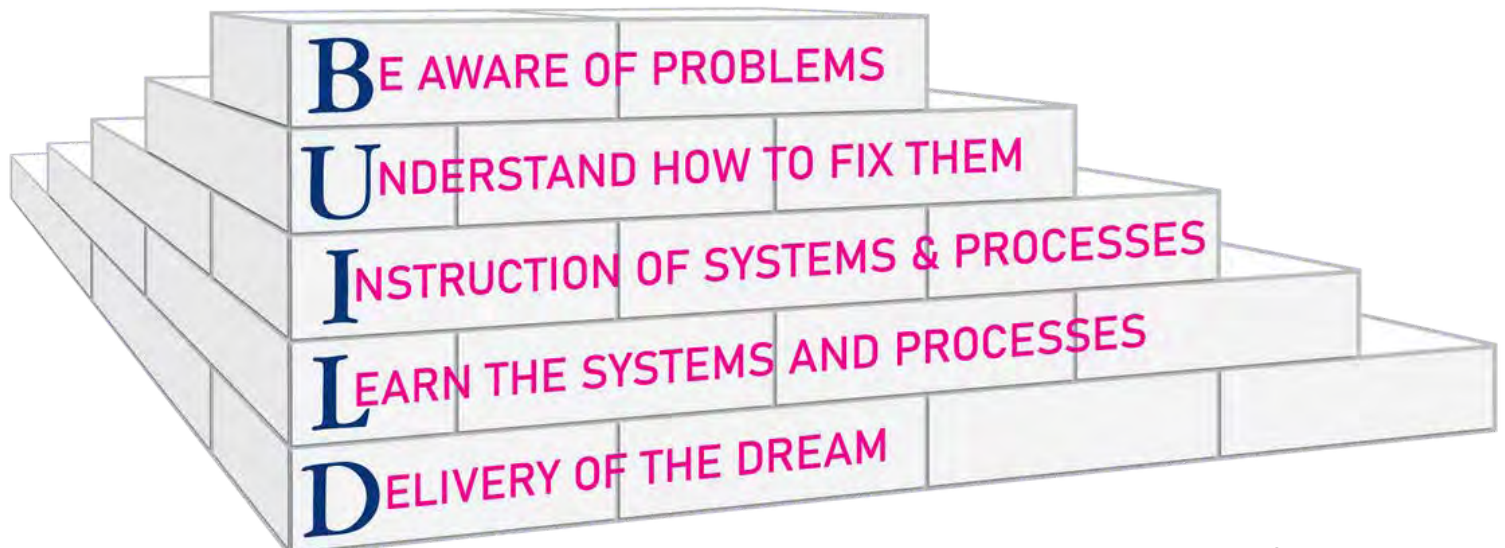 BE AWARE OF PROBLEMS
UNDERSTAND HOW TO FIX THEM
INSTRUCTION OF SYSTEMS & PROCESSES
LEARN THE SYSTEMS AND PROCESSES
DELIVERY OF THE DREAM